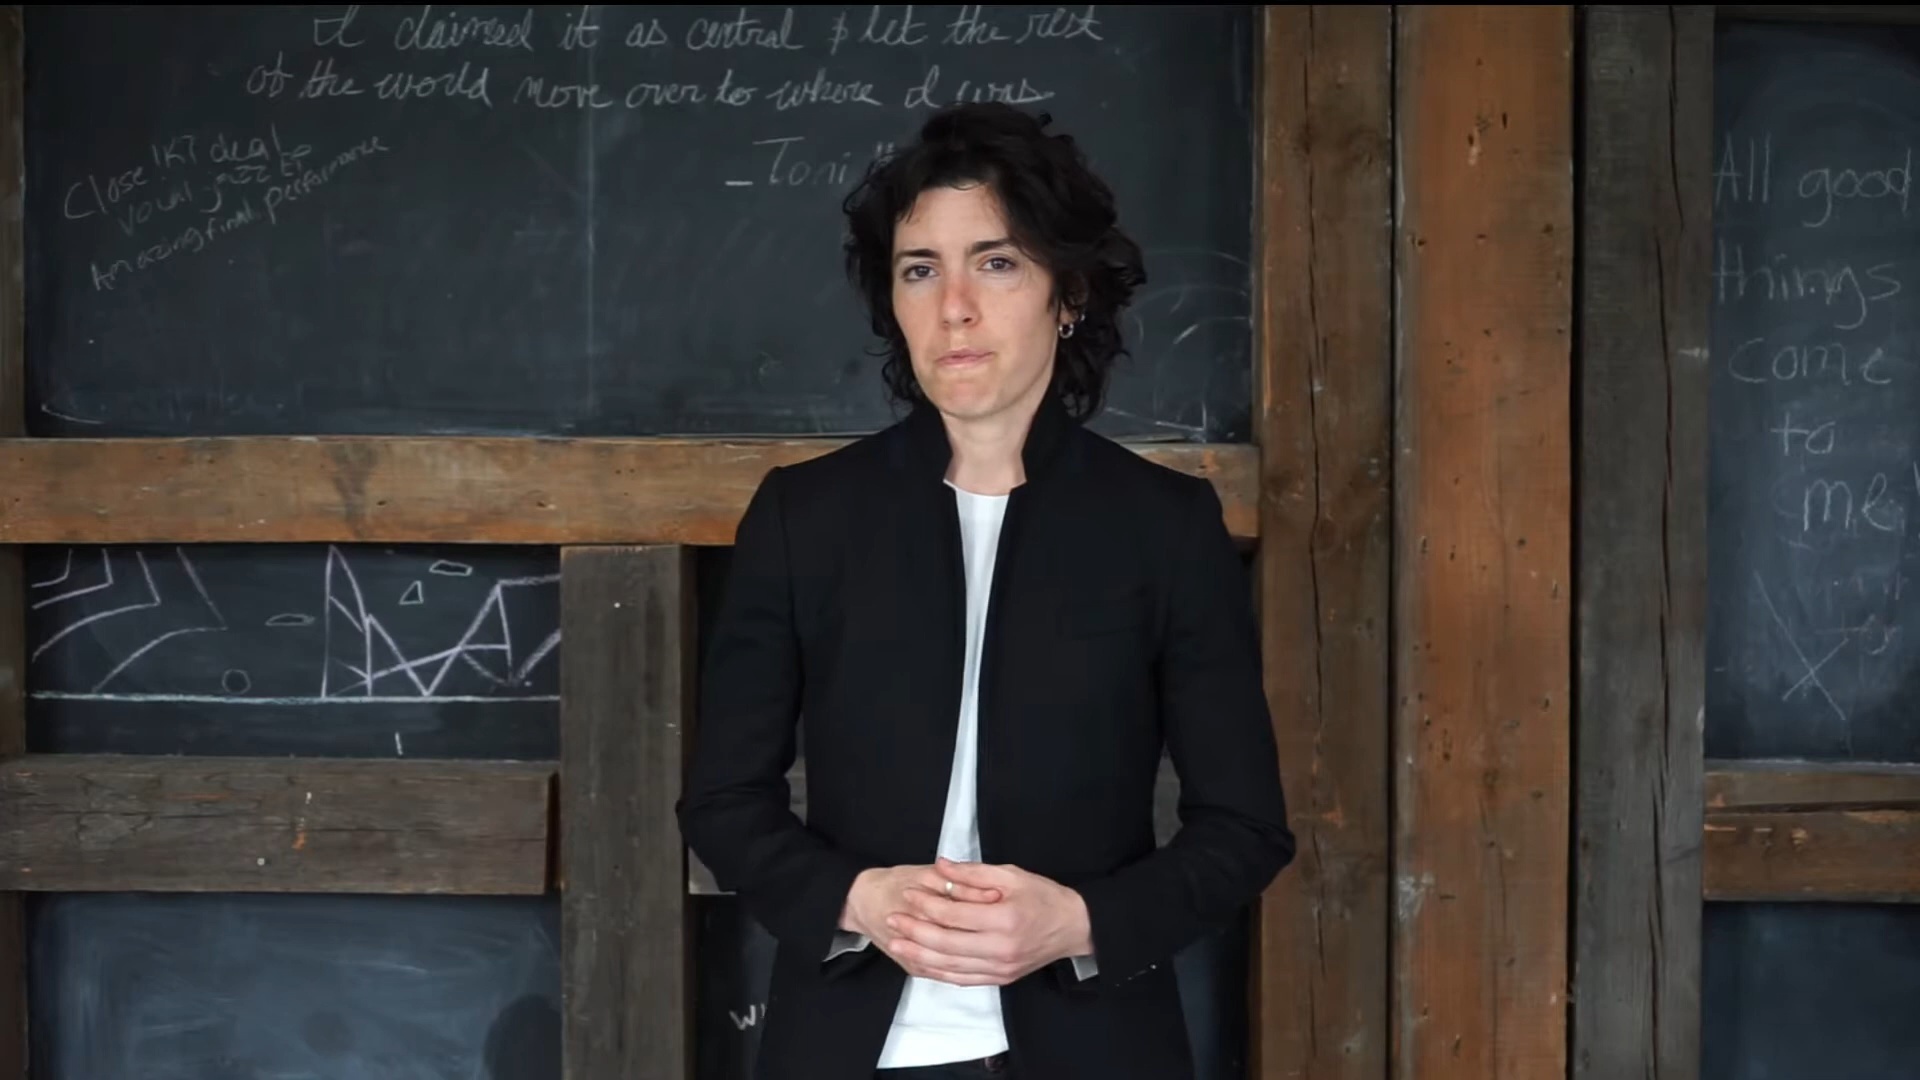 I claimed it as central & let the rest
of the world move over to where I was
_Toni
Close 1KT deal
Vocal jazz EP
Amazing final performance
All good
things
come
to
me
W